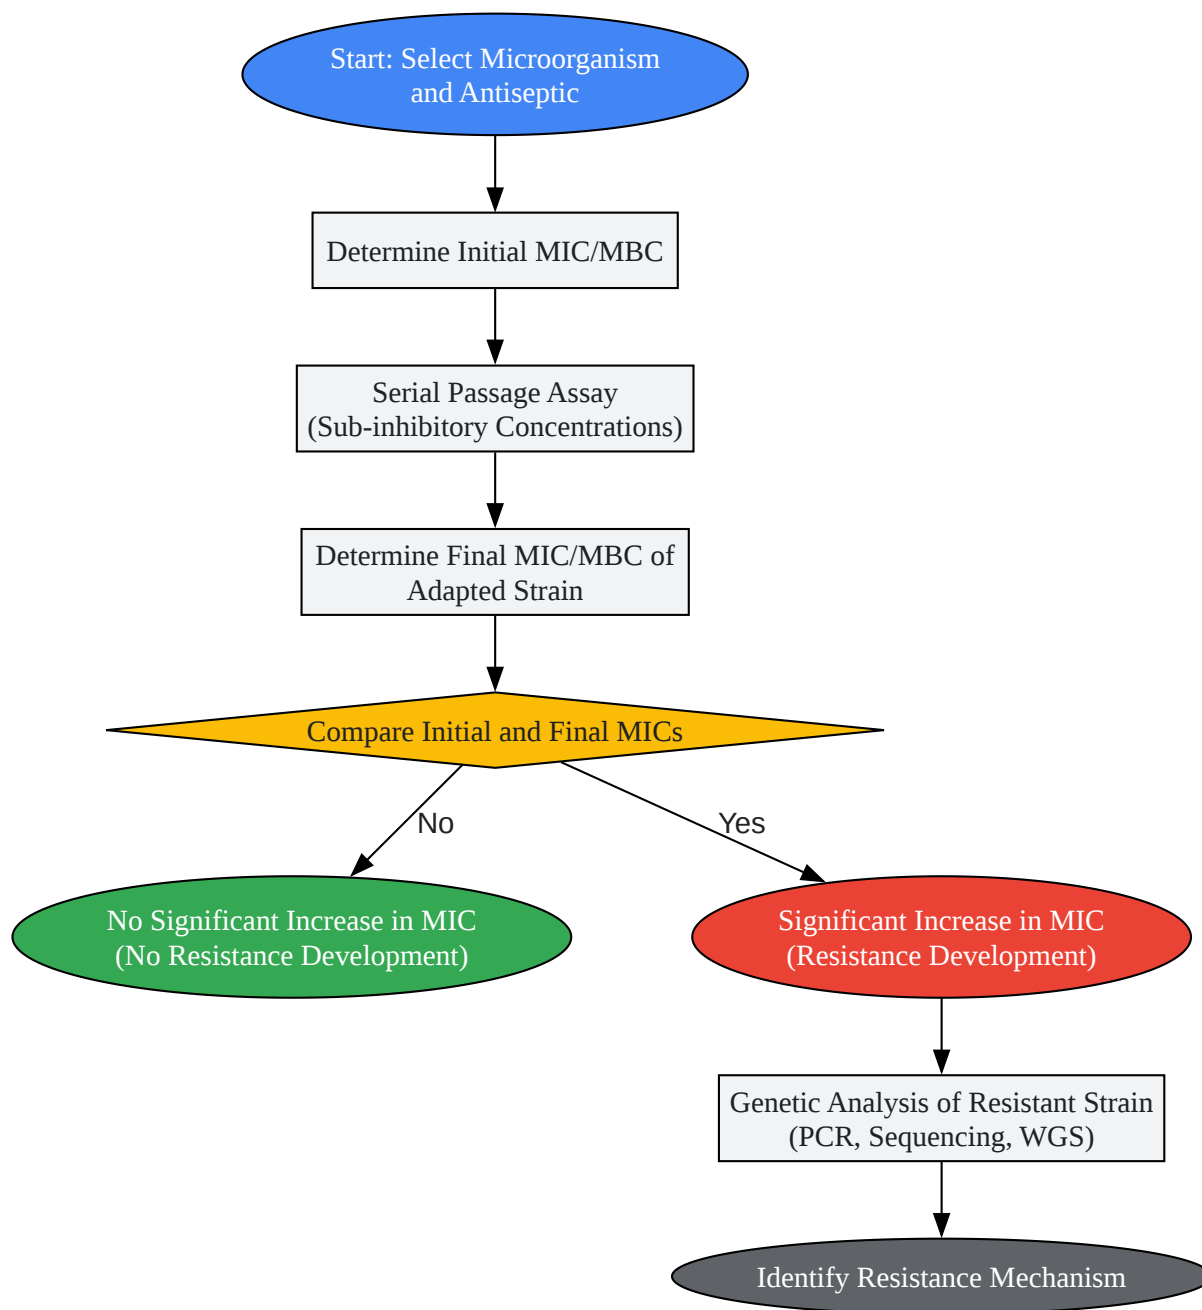 Start: Select Microorganism
and Antiseptic
Determine Initial MIC/MBC
Serial Passage Assay
(Sub-inhibitory Concentrations)
Determine Final MIC/MBC of
Adapted Strain
Compare Initial and Final MICs
No
Yes
No Significant Increase in MIC
(No Resistance Development)
Significant Increase in MIC
(Resistance Development)
Genetic Analysis of Resistant Strain
(PCR, Sequencing, WGS)
Identify Resistance Mechanism